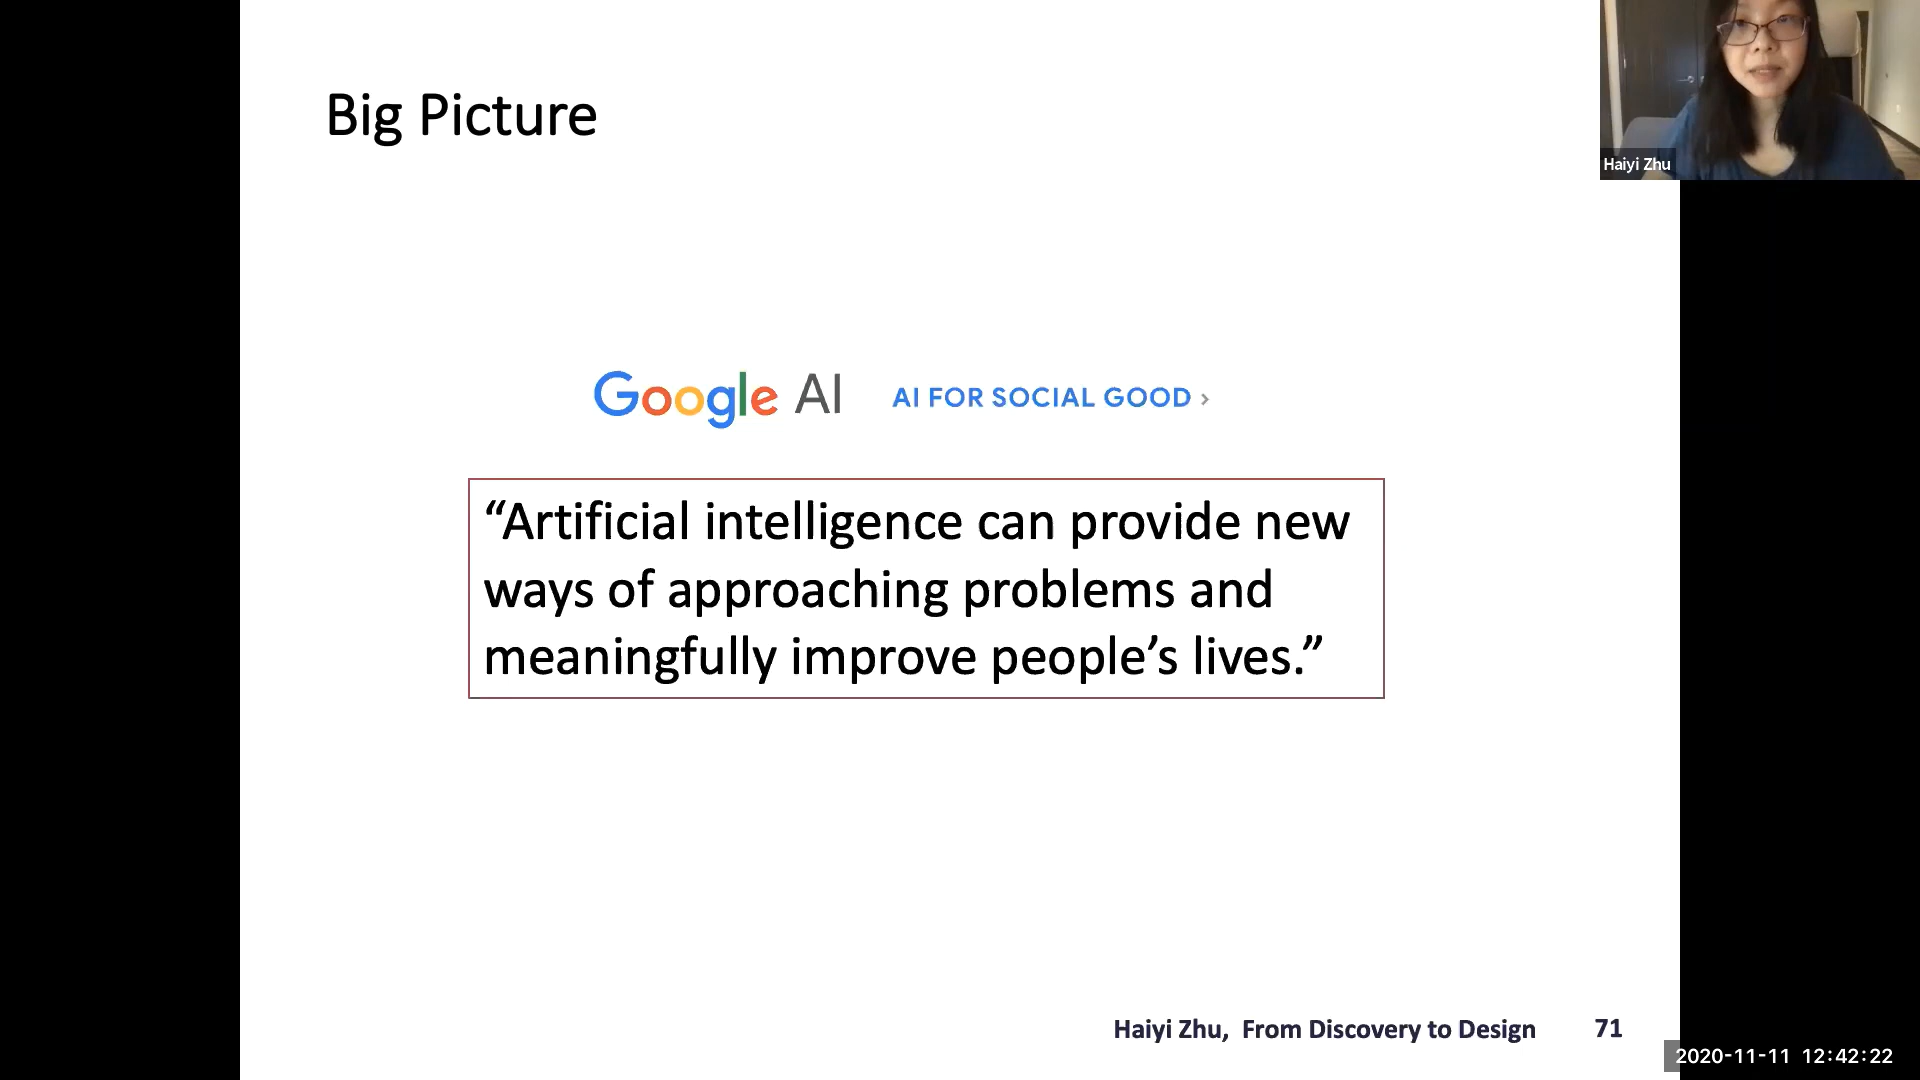 Big Picture
Haiyi Zhu
Google AI AI FOR SOCIAL GOOD ›
“Artificial intelligence can provide new
ways of approaching problems and
meaningfully improve people’s lives.”
Haiyi Zhu, From Discovery to Design 71
2020-11-11 12:42:22